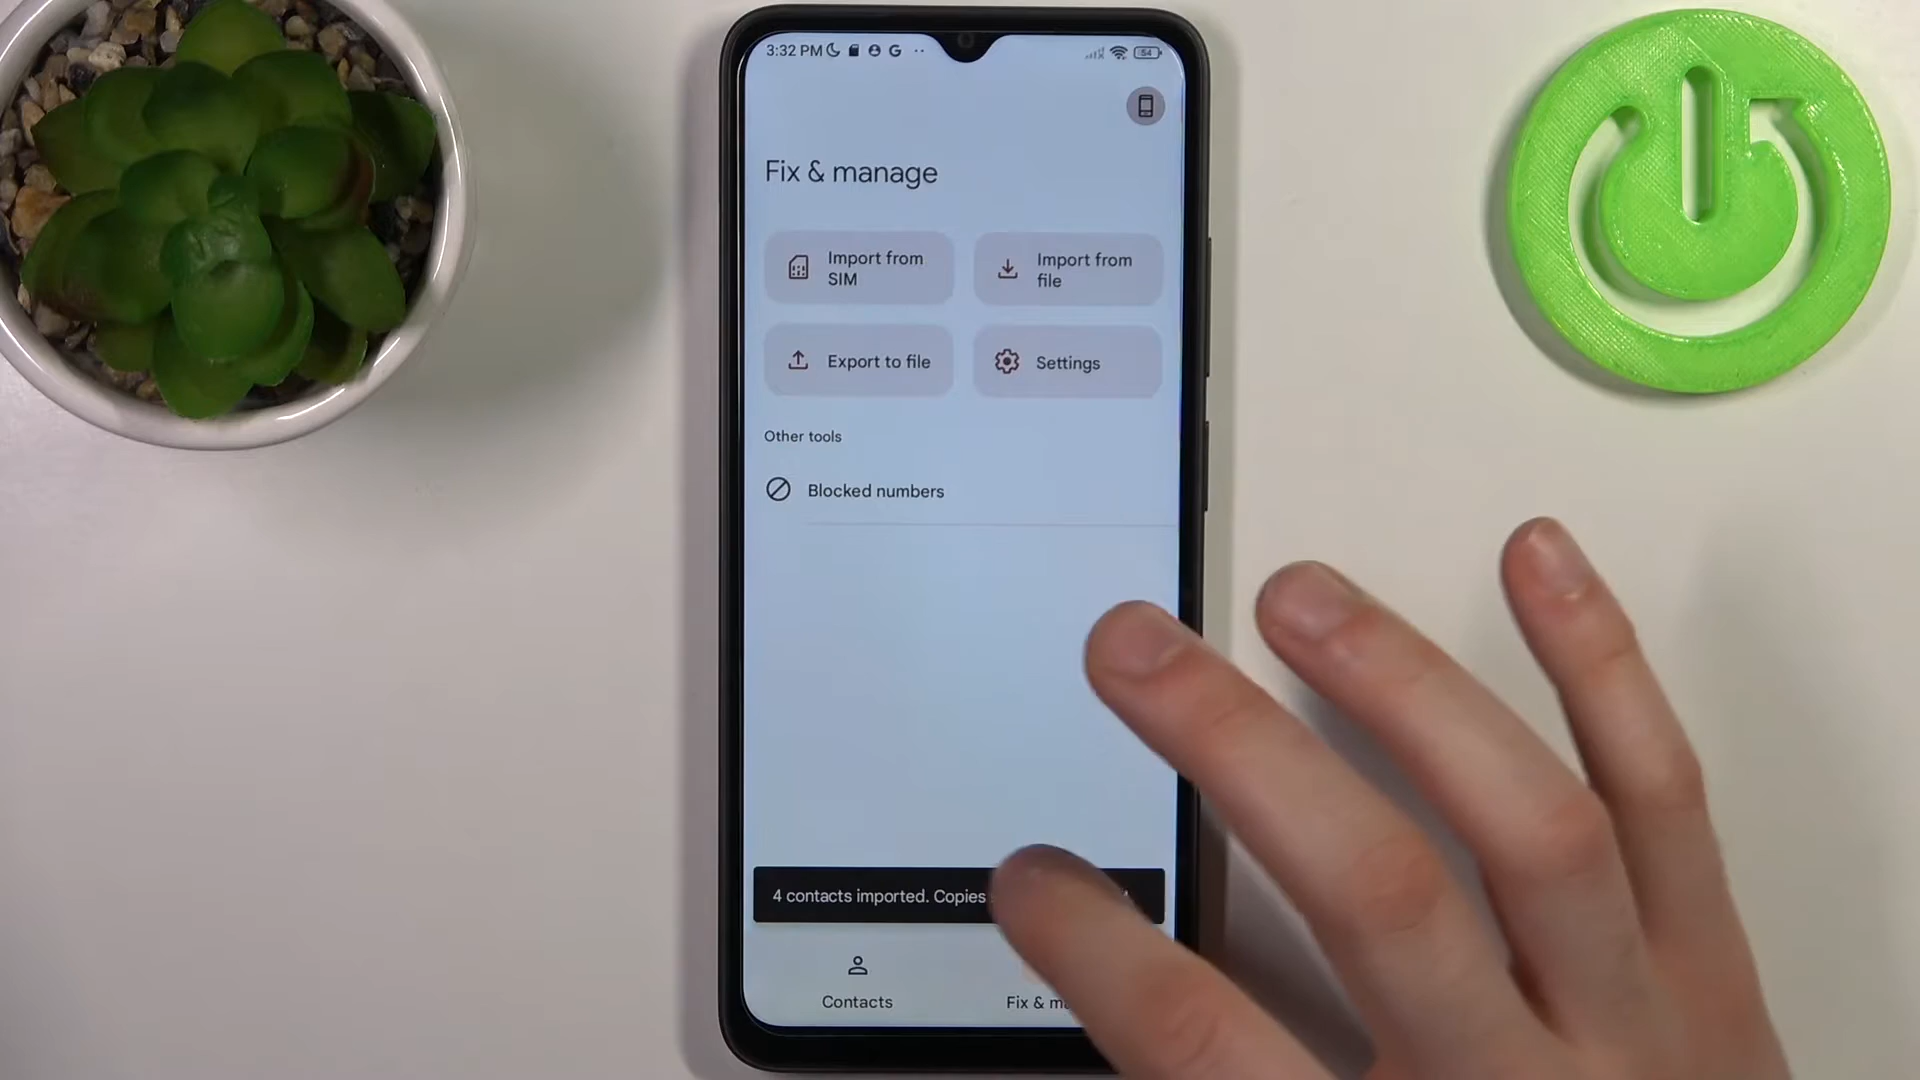 3:32 PM
54
Fix & manage
Import from
SIM
Import from
file
Export to file
Settings
Other tools
Blocked numbers
4 contacts imported. Copies
Contacts
Fix &